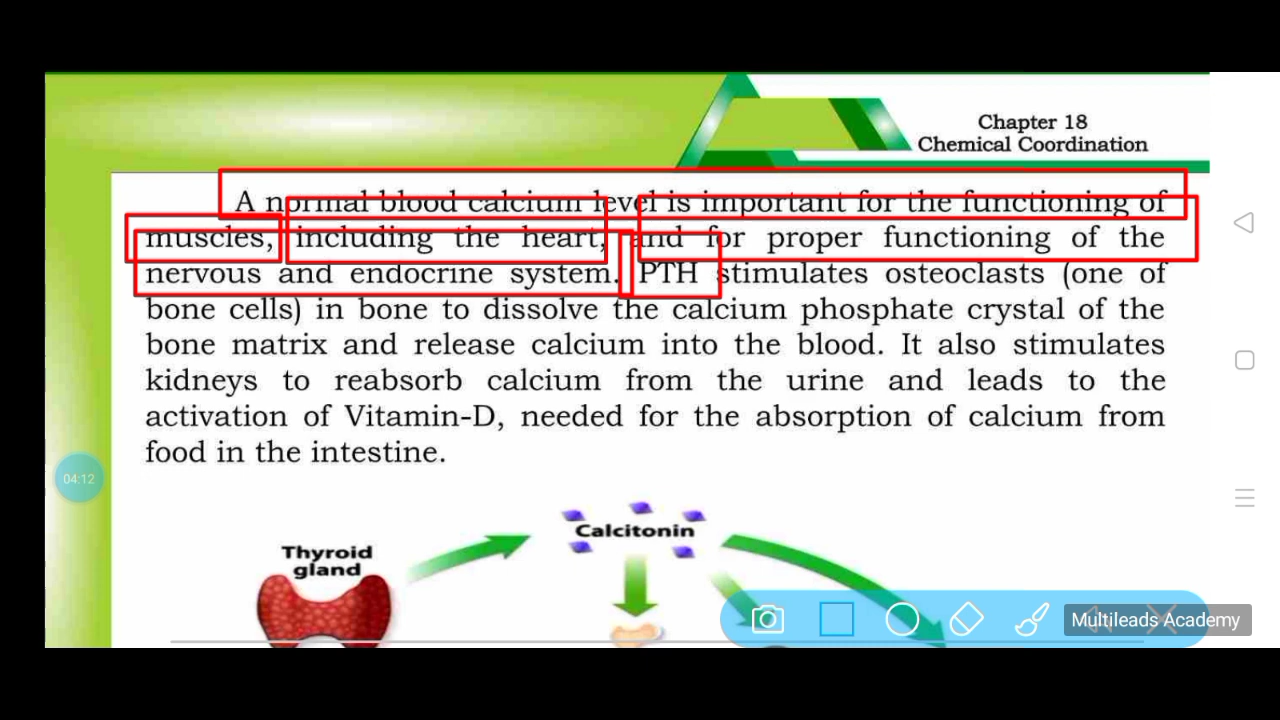 Chapter 18
Chemical Coordination
A normal blood calcium level is important for the functioning of
muscles, including the heart, and for proper functioning of the
nervous and endocrine system. PTH stimulates osteoclasts (one of
bone cells) in bone to dissolve the calcium phosphate crystal of the
bone matrix and release calcium into the blood. It also stimulates
kidneys to reabsorb calcium from the urine and leads to the
activation of Vitamin-D, needed for the absorption of calcium from
food in the intestine.
04:12
Calcitonin
Thyroid
gland
Multileads Academy